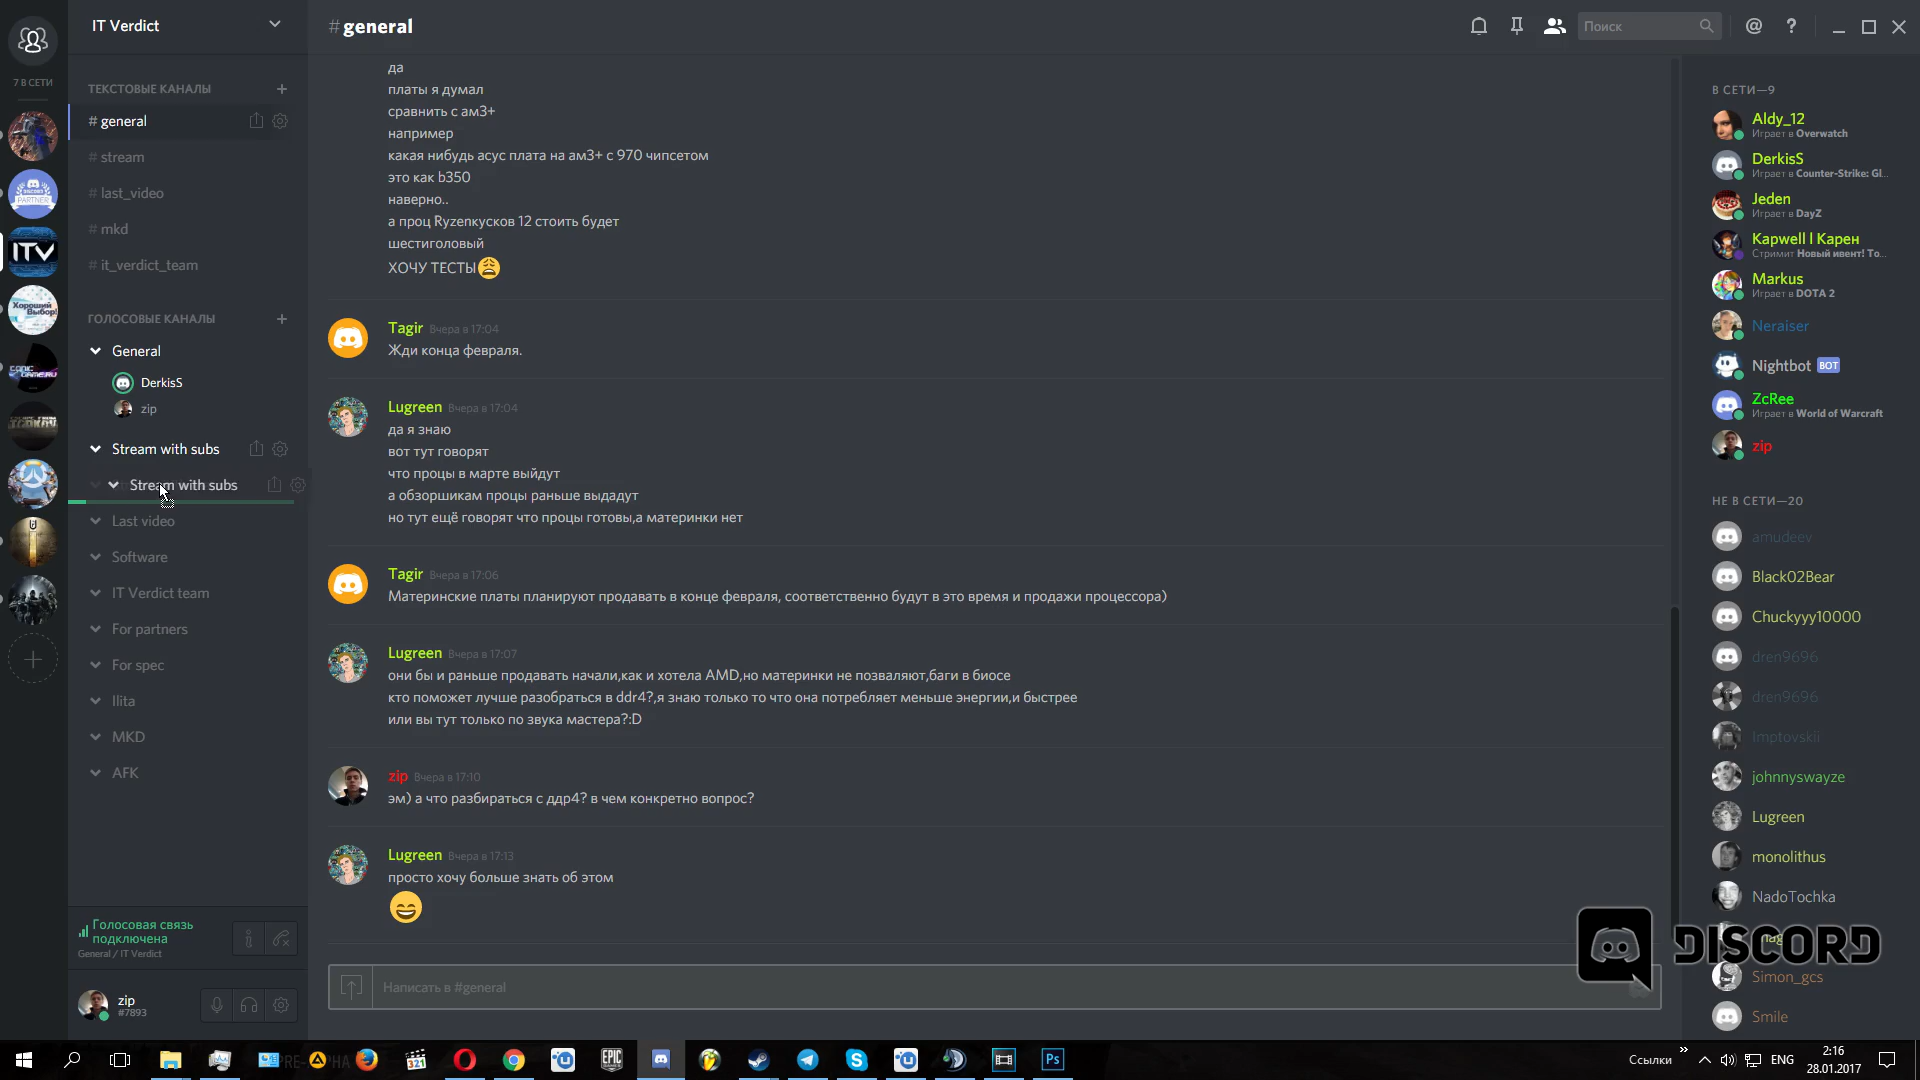 IT Verdict
#general
Поиск
7 В СЕТИ
ТЕКСТОВЫЕ КАНАЛЫ
# general
# stream
# last_video
# mkd
# it_verdict_team
ГОЛОСОВЫЕ КАНАЛЫ
General
DerkisS
zip
Stream with subs
Stream with subs
Last video
Software
IT Verdict team
For partners
For spec
Ilita
MKD
AFK
Голосовая связь
подключена
General / IT Verdict
zip
#7893
DISCORD
PARTNER
ITV
Хороший
Выбор!
да
платы я думал
сравнить с ам3+
например
какая нибудь асус плата на ам3+ с 970 чипсетом
это как b350
наверно..
а проц Ryzenкусков 12 стоить будет
шестиголовый
ХОЧУ ТЕСТЫ😩
Tagir Вчера в 17:04
Жди конца февраля.
Lugreen Вчера в 17:04
да я знаю
вот тут говорят
что процы в марте выйдут
а обзоршикам процы раньше выдадут
но тут ещё говорят что процы готовы,а материнки нет
Tagir Вчера в 17:06
Материнские платы планируют продавать в конце февраля, соответственно будут в это время и продажи процессора)
Lugreen Вчера в 17:07
они бы и раньше продавать начали,как и хотела AMD,но материнки не позваляют,баги в биосе
кто поможет лучше разобраться в ddr4?,я знаю только то что она потребляет меньше энергии,и быстрее
или вы тут только по звука мастера?:D
zip Вчера в 17:10
эм) а что разбираться с ддр4? в чем конкретно вопрос?
Lugreen Вчера в 17:13
просто хочу больше знать об этом
😄
Написать в #general
В СЕТИ—9
Aldy_12
Играет в Overwatch
DerkisS
Играет в Counter-Strike: Gl...
Jeden
Играет в DayZ
Kapwell l Карен
Стримит Новый ивент! То...
Markus
Играет в DOTA 2
Neraiser
Nightbot BOT
ZcRee
Играет в World of Warcraft
zip
НЕ В СЕТИ—20
amudeev
Black02Bear
Chuckyyy10000
dren9696
dren9696
Imptovskii
johnnyswayze
Lugreen
monolithus
NadoTochka
DISCORD
Simon_gcs
Smile
321
EPIC
GAMES
Ps
Ссылки
ENG
2:16
28.01.2017